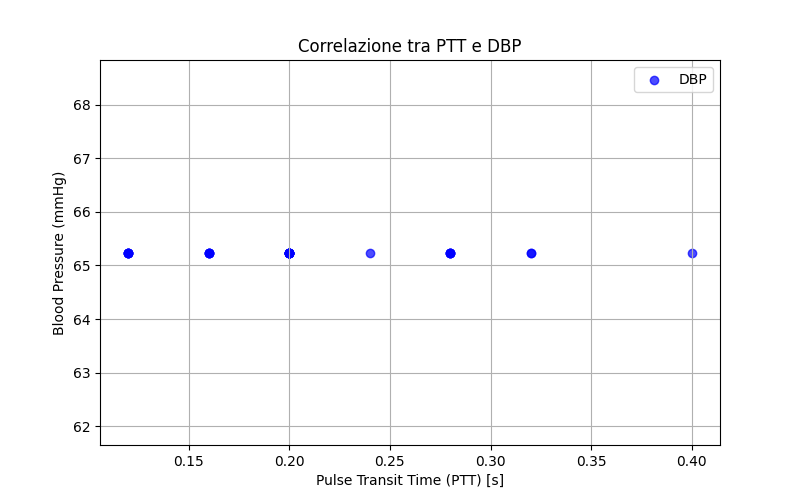 Correlazione tra PTT e DBP
DBP
Blood Pressure (mmHg)
68
67
66
65
64
63
62
0.15 0.20 0.25 0.30 0.35 0.40
Pulse Transit Time (PTT) [s]